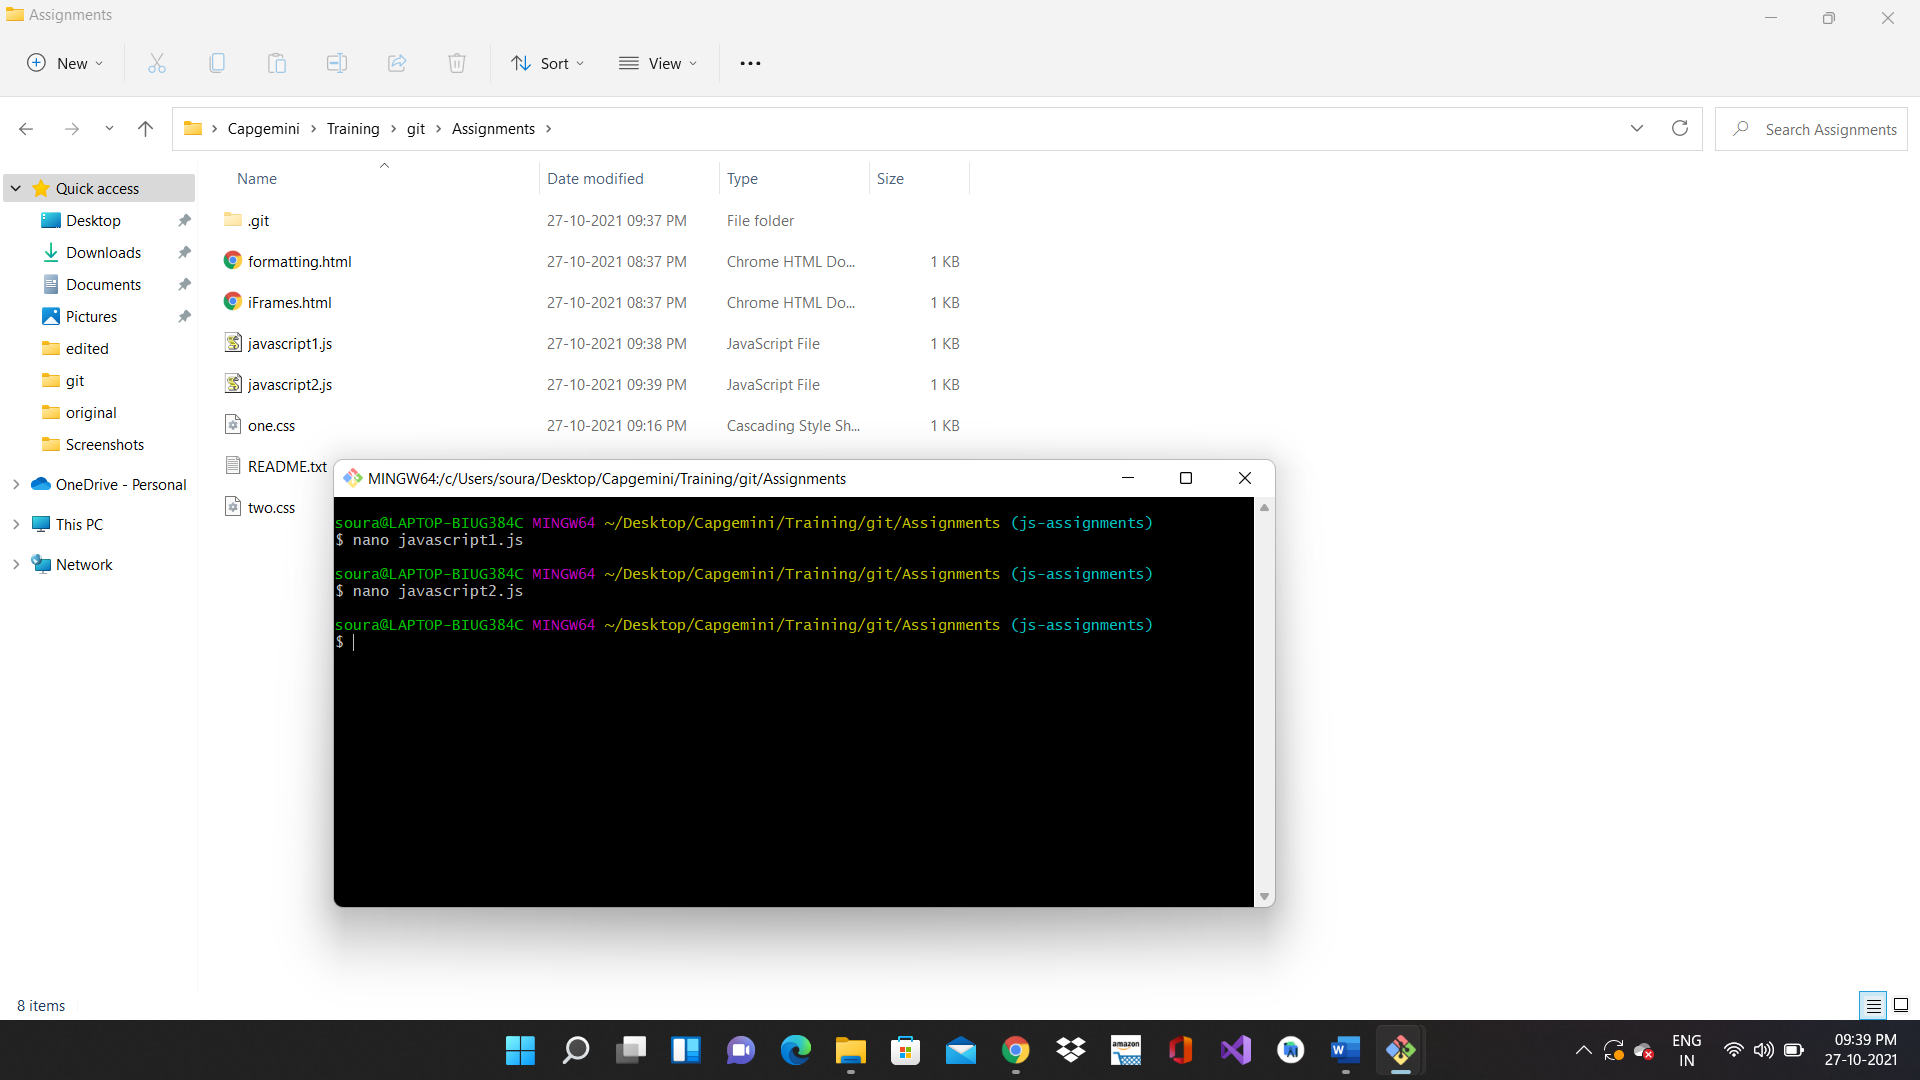 Assignments
New
Sort
View
Capgemini > Training > git > Assignments >
Search Assignments
Name
Date modified
Type
Size
Quick access
Desktop
Downloads
Documents
Pictures
edited
git
original
Screenshots
OneDrive - Personal
This PC
Network
.git 27-10-2021 09:37 PM File folder
formatting.html 27-10-2021 08:37 PM Chrome HTML Do... 1 KB
iFrames.html 27-10-2021 08:37 PM Chrome HTML Do... 1 KB
javascript1.js 27-10-2021 09:38 PM JavaScript File 1 KB
javascript2.js 27-10-2021 09:39 PM JavaScript File 1 KB
one.css 27-10-2021 09:16 PM Cascading Style Sh... 1 KB
README.txt
two.css
MINGW64:/c/Users/soura/Desktop/Capgemini/Training/git/Assignments
soura@LAPTOP-BIUG384C MINGW64 ~/Desktop/Capgemini/Training/git/Assignments (js-assignments)
$ nano javascript1.js
soura@LAPTOP-BIUG384C MINGW64 ~/Desktop/Capgemini/Training/git/Assignments (js-assignments)
$ nano javascript2.js
soura@LAPTOP-BIUG384C MINGW64 ~/Desktop/Capgemini/Training/git/Assignments (js-assignments)
$
8 items
amazon
W
ENG
IN
09:39 PM
27-10-2021